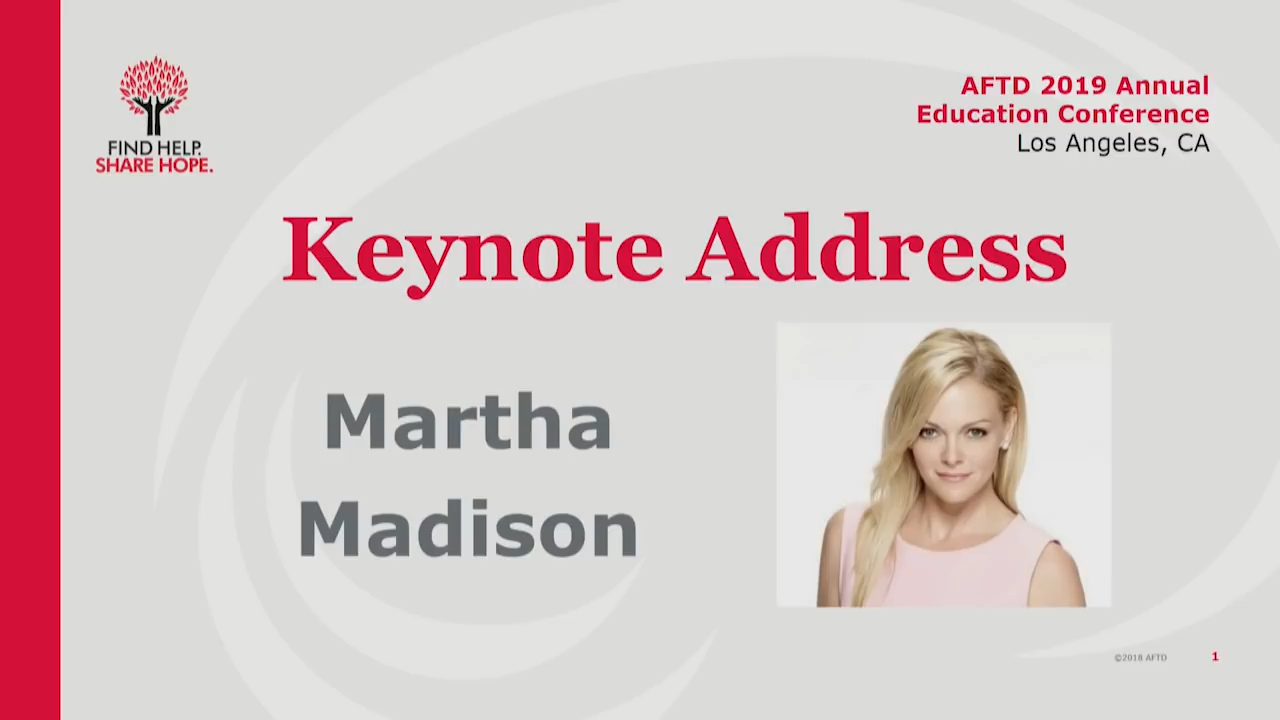 FIND HELP.
SHARE HOPE.
AFTD 2019 Annual
Education Conference
Los Angeles, CA
Keynote Address
Martha
Madison
©2018 AFTD
1